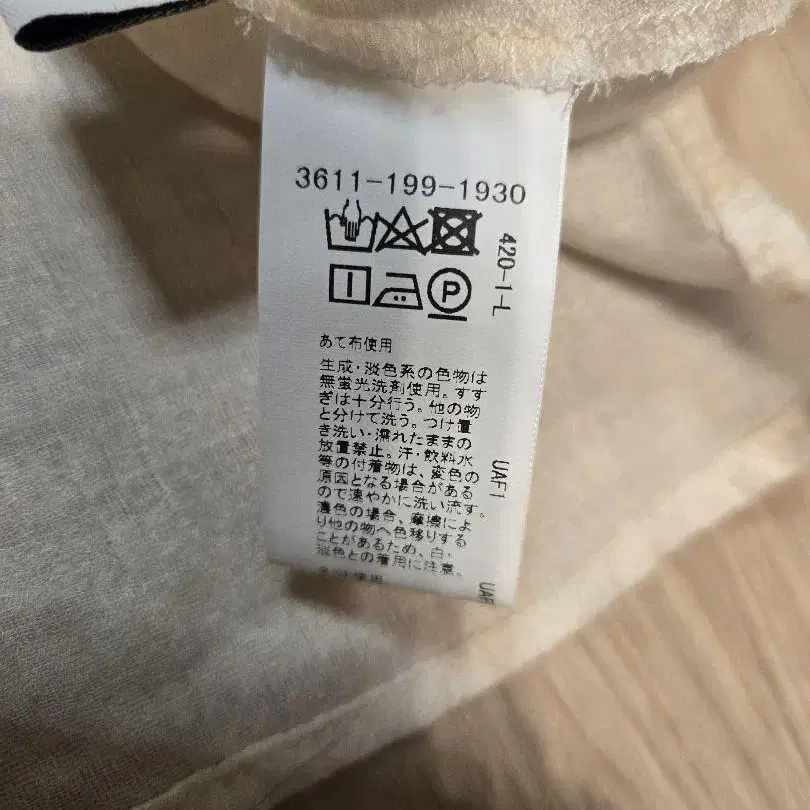 3611-199-1930
420-1-L
P
あて布使用
生成・淡色系の色物は
無蛍光洗剤使用。すす
ぎは十分行う。他の物
と分けて洗う。つけ置
き洗い・濡れたままの
放置禁止。汗・飲料水
等の付着物は、変色の
原因となる場合がある
ので速やかに洗い流す。
濃色の場合、摩擦によ
り他の物へ色移りする
ことがあるため、白・
淡色との着用に注意。
UAF1